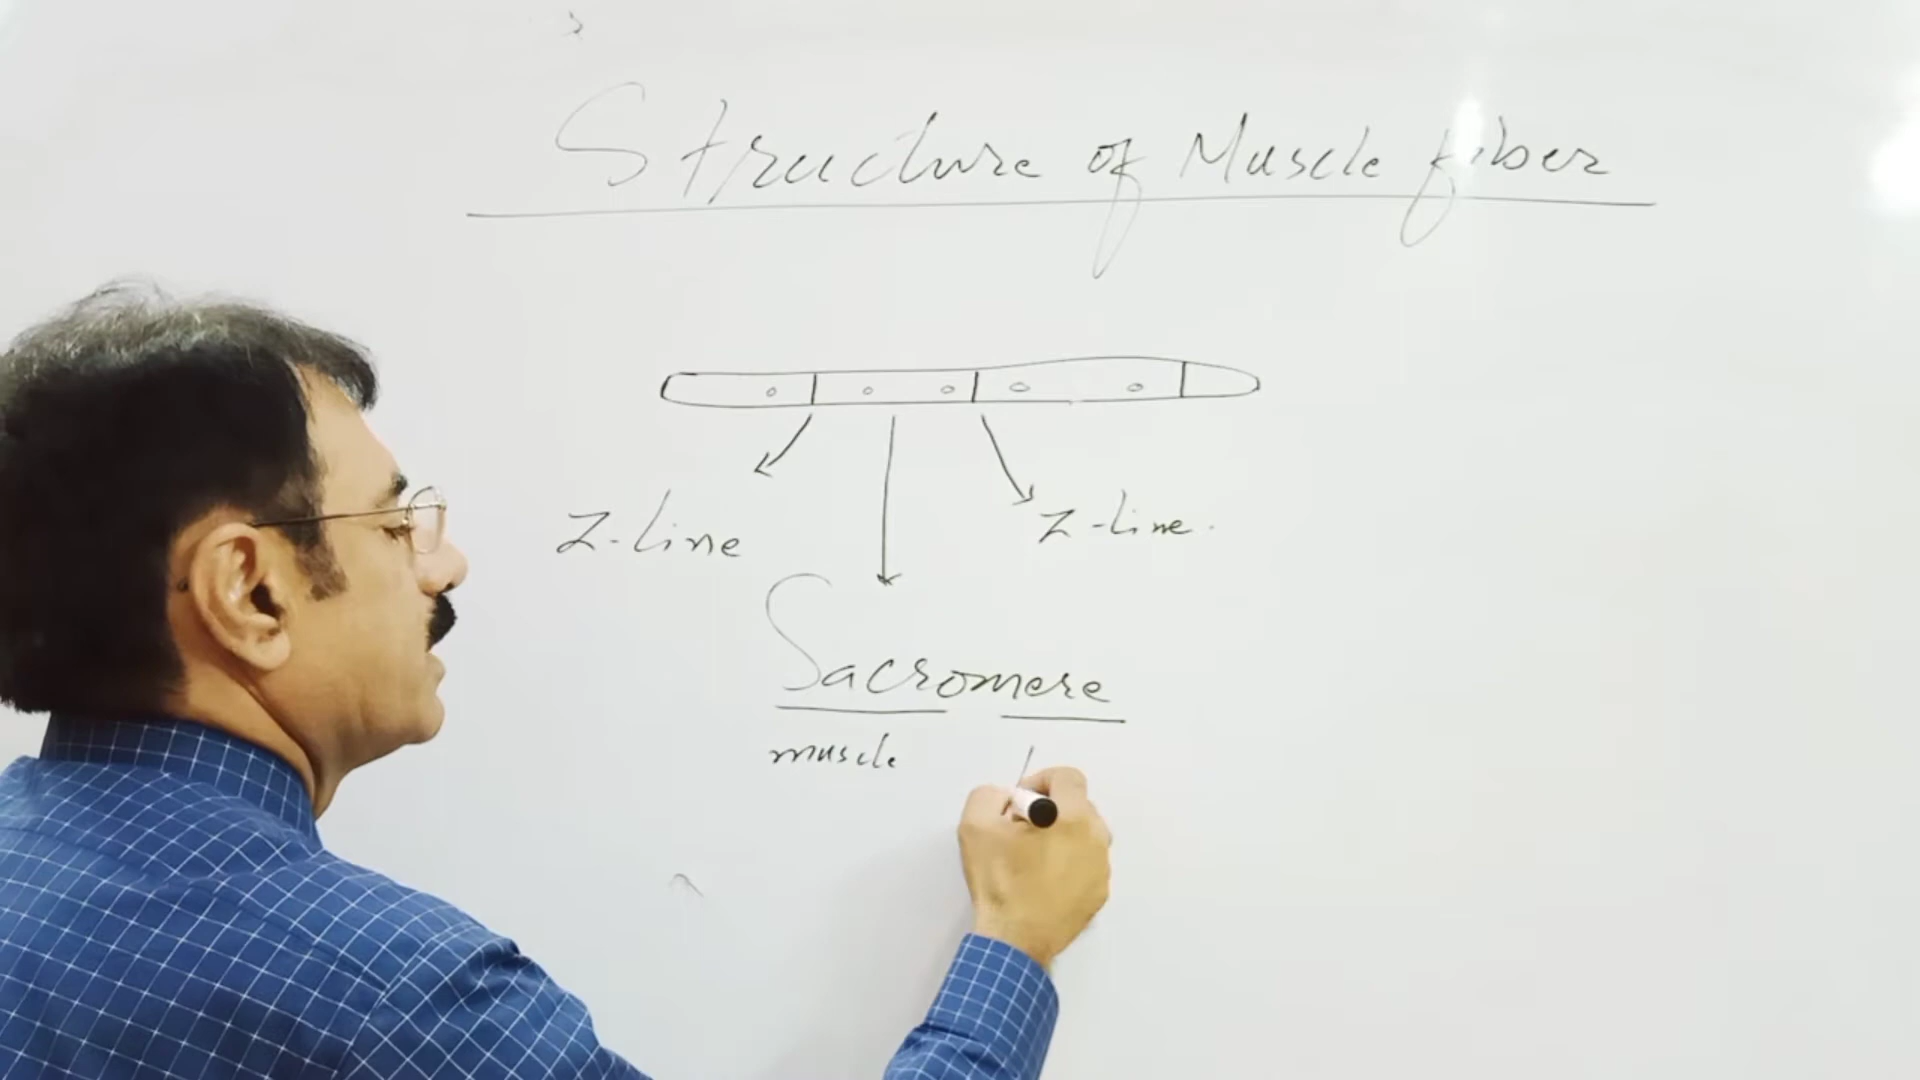 Structure of Muscle fiber
Z-line
Z-line.
Sacromere
muscle